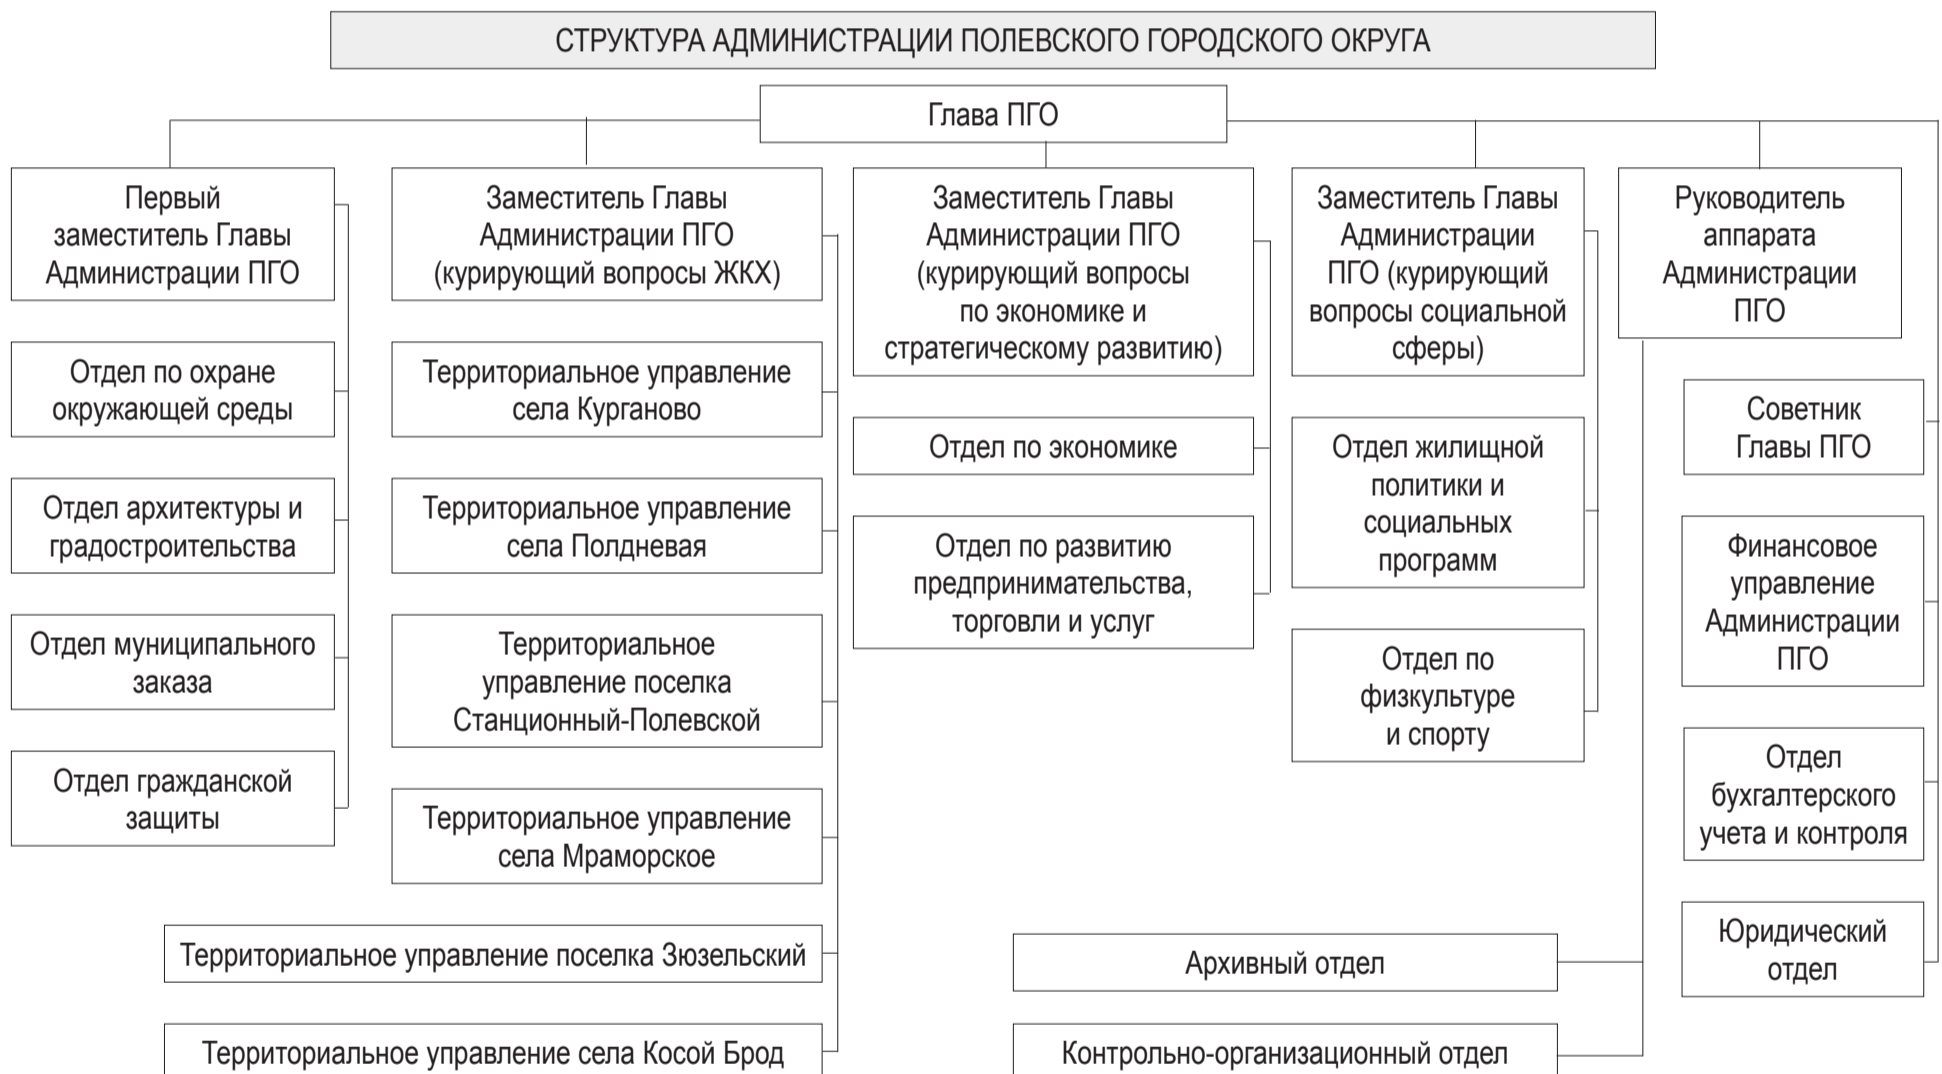 СТРУКТУРА АДМИНИСТРАЦИИ ПОЛЕВСКОГО ГОРОДСКОГО ОКРУГА
Глава ПГО
Первый
заместитель Главы
Администрации ПГО
Отдел по охране
окружающей среды
Отдел архитектуры и
градостроительства
Отдел муниципального
заказа
Отдел гражданской
защиты
Заместитель Главы
Администрации ПГО
(курирующий вопросы ЖКХ)
Территориальное управление
села Курганово
Территориальное управление
села Полдневая
Территориальное
управление поселка
Станционный-Полевской
Территориальное управление
села Мраморское
Территориальное управление поселка Зюзельский
Территориальное управление села Косой Брод
Заместитель Главы
Администрации ПГО
(курирующий вопросы
по экономике и
стратегическому развитию)
Отдел по экономике
Отдел по развитию
предпринимательства,
торговли и услуг
Заместитель Главы
Администрации
ПГО (курирующий
вопросы социальной
сферы)
Отдел жилищной
политики и
социальных
программ
Отдел по
физкультуре
и спорту
Руководитель
аппарата
Администрации
ПГО
Архивный отдел
Контрольно-организационный отдел
Советник
Главы ПГО
Финансовое
управление
Администрации
ПГО
Отдел
бухгалтерского
учета и контроля
Юридический
отдел